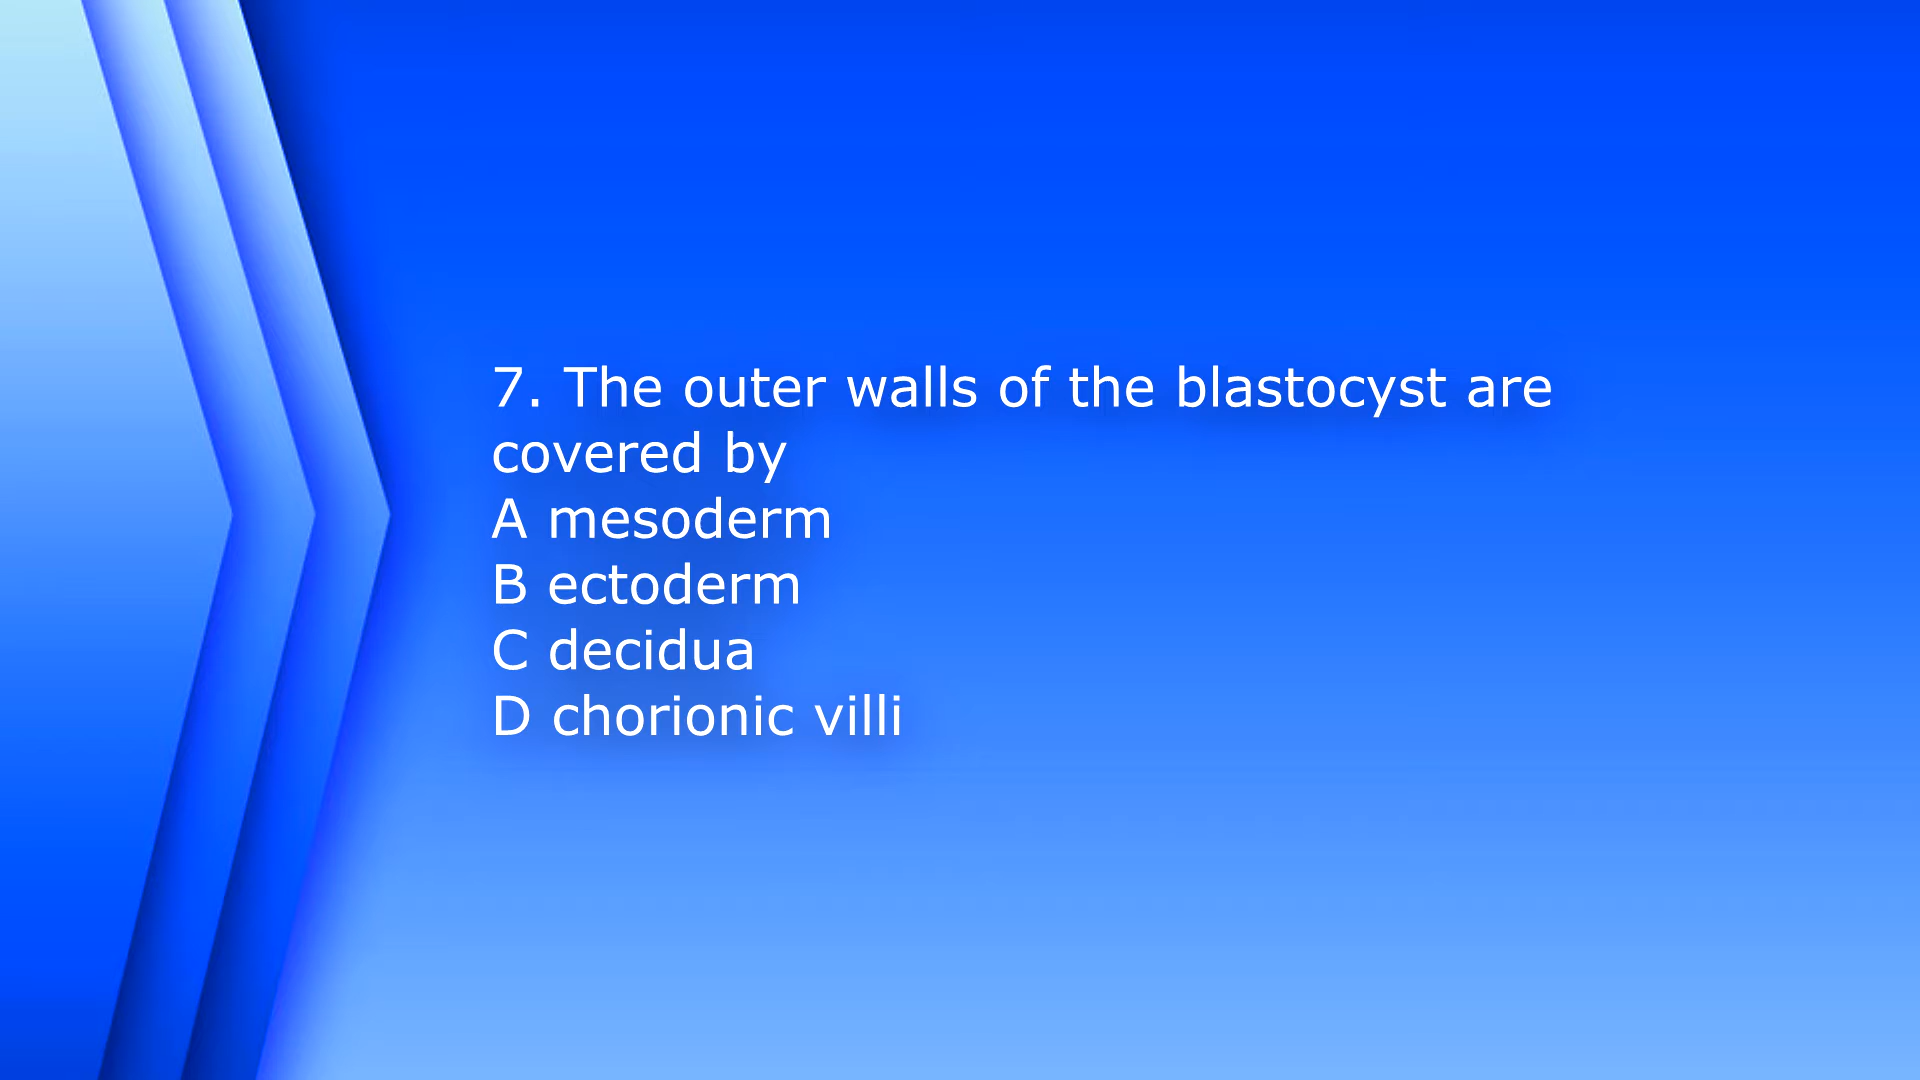 7. The outer walls of the blastocyst are
covered by
A mesoderm
B ectoderm
C decidua
D chorionic villi